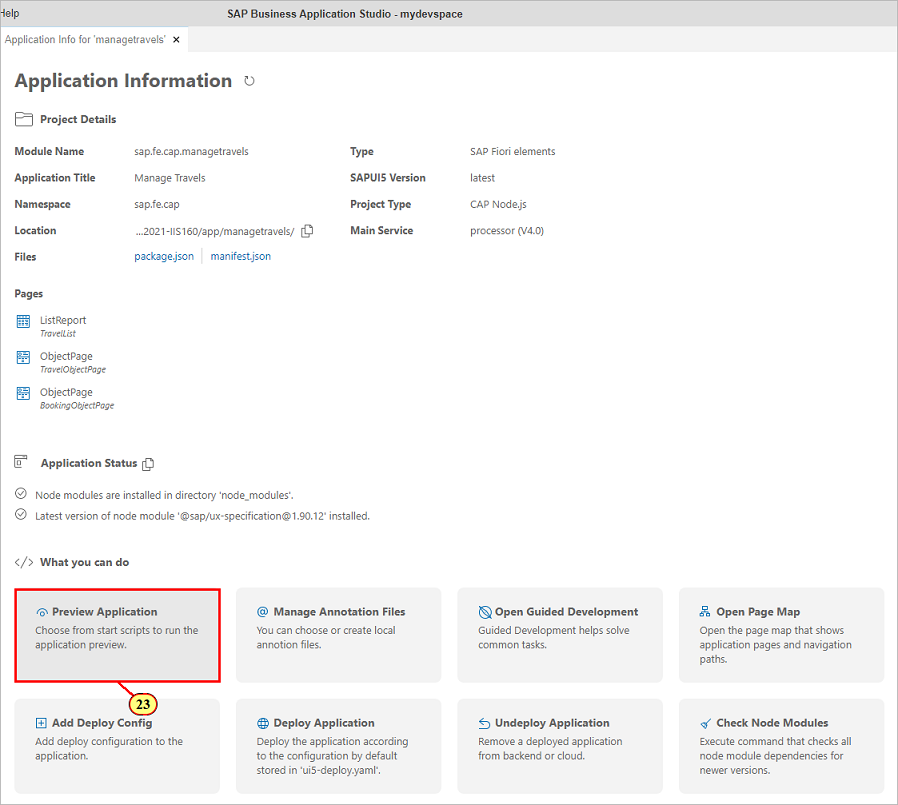 Help
SAP Business Application Studio - mydevspace
Application Info for 'managetravels' ×
Application Information
Project Details
Module Name sap.fe.cap.managetravels Type SAP Fiori elements
Application Title Manage Travels SAPUI5 Version latest
Namespace sap.fe.cap Project Type CAP Node.js
Location ...2021-IIS160/app/managetravels/ Main Service processor (V4.0)
Files package.json manifest.json
Pages
ListReport
TravelList
ObjectPage
TravelObjectPage
ObjectPage
BookingObjectPage
Application Status
Node modules are installed in directory 'node_modules'.
Latest version of node module '@sap/ux-specification@1.90.12' installed.
</> What you can do
Preview Application
Choose from start scripts to run the
application preview.
@ Manage Annotation Files
You can choose or create local
annotion files.
Open Guided Development
Guided Development helps solve
common tasks.
Open Page Map
Open the page map that shows
application pages and navigation
paths.
23
Add Deploy Config
Add deploy configuration to the
application.
Deploy Application
Deploy the application according
to the configuration by default
stored in 'ui5-deploy.yaml'.
Undeploy Application
Remove a deployed application
from backend or cloud.
Check Node Modules
Execute command that checks all
node module dependencies for
newer versions.